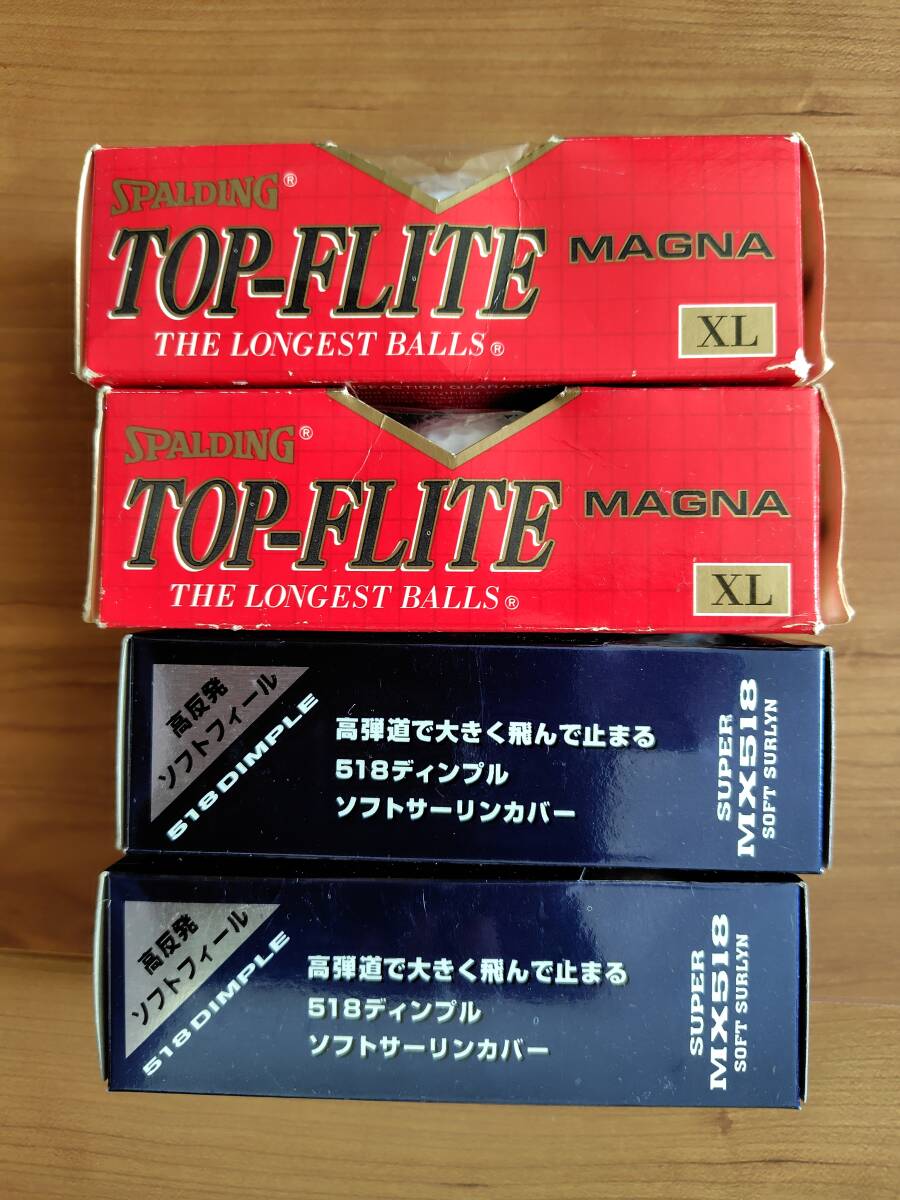 SPALDING®
TOP-FLITE MAGNA
THE LONGEST BALLS®
XL
SPALDING®
TOP-FLITE MAGNA
THE LONGEST BALLS®
XL
高反発
ソフトフィール
518 DIMPLE
高弾道で大きく飛んで止まる
518ディンプル
ソフトサーリンカバー
SUPER
MX518
SOFT SURLYN
高反発
ソフトフィール
518 DIMPLE
高弾道で大きく飛んで止まる
518ディンプル
ソフトサーリンカバー
SUPER
MX518
SOFT SURLYN